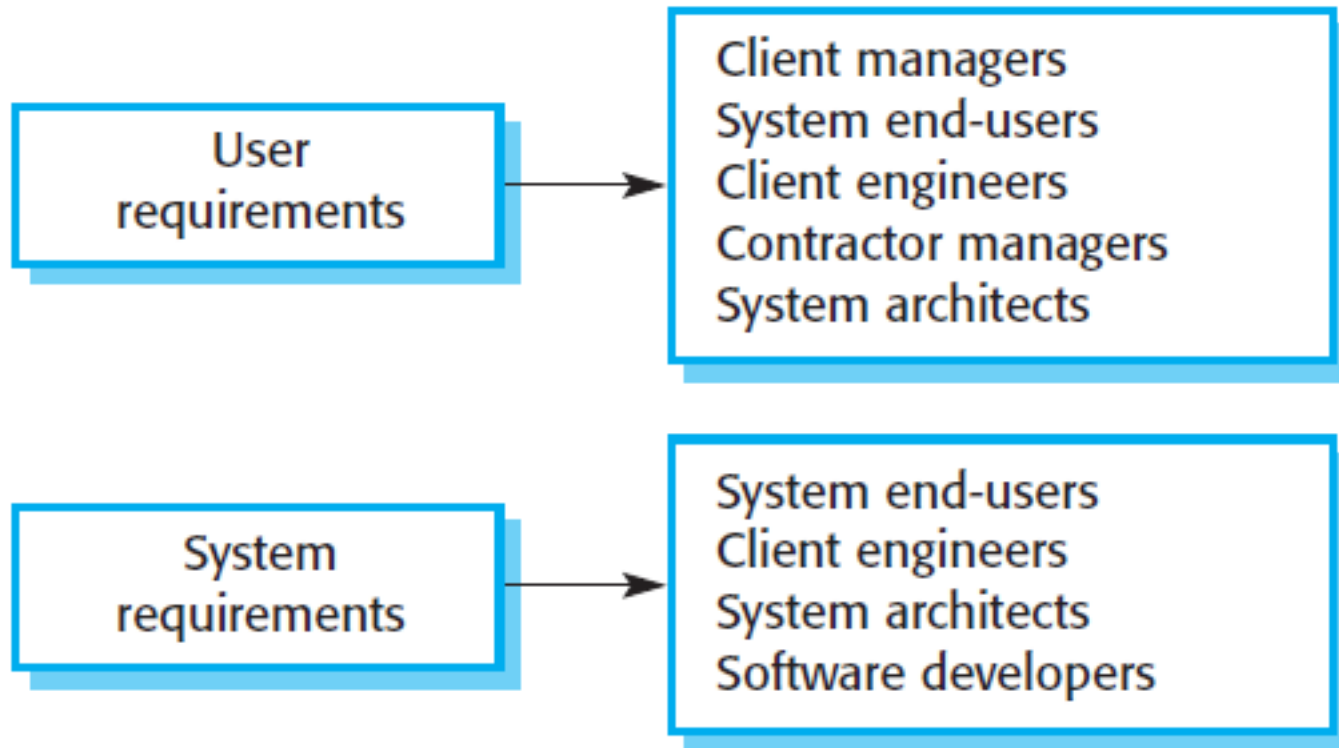 User
requirements
Client managers
System end-users
Client engineers
Contractor managers
System architects
System
requirements
System end-users
Client engineers
System architects
Software developers